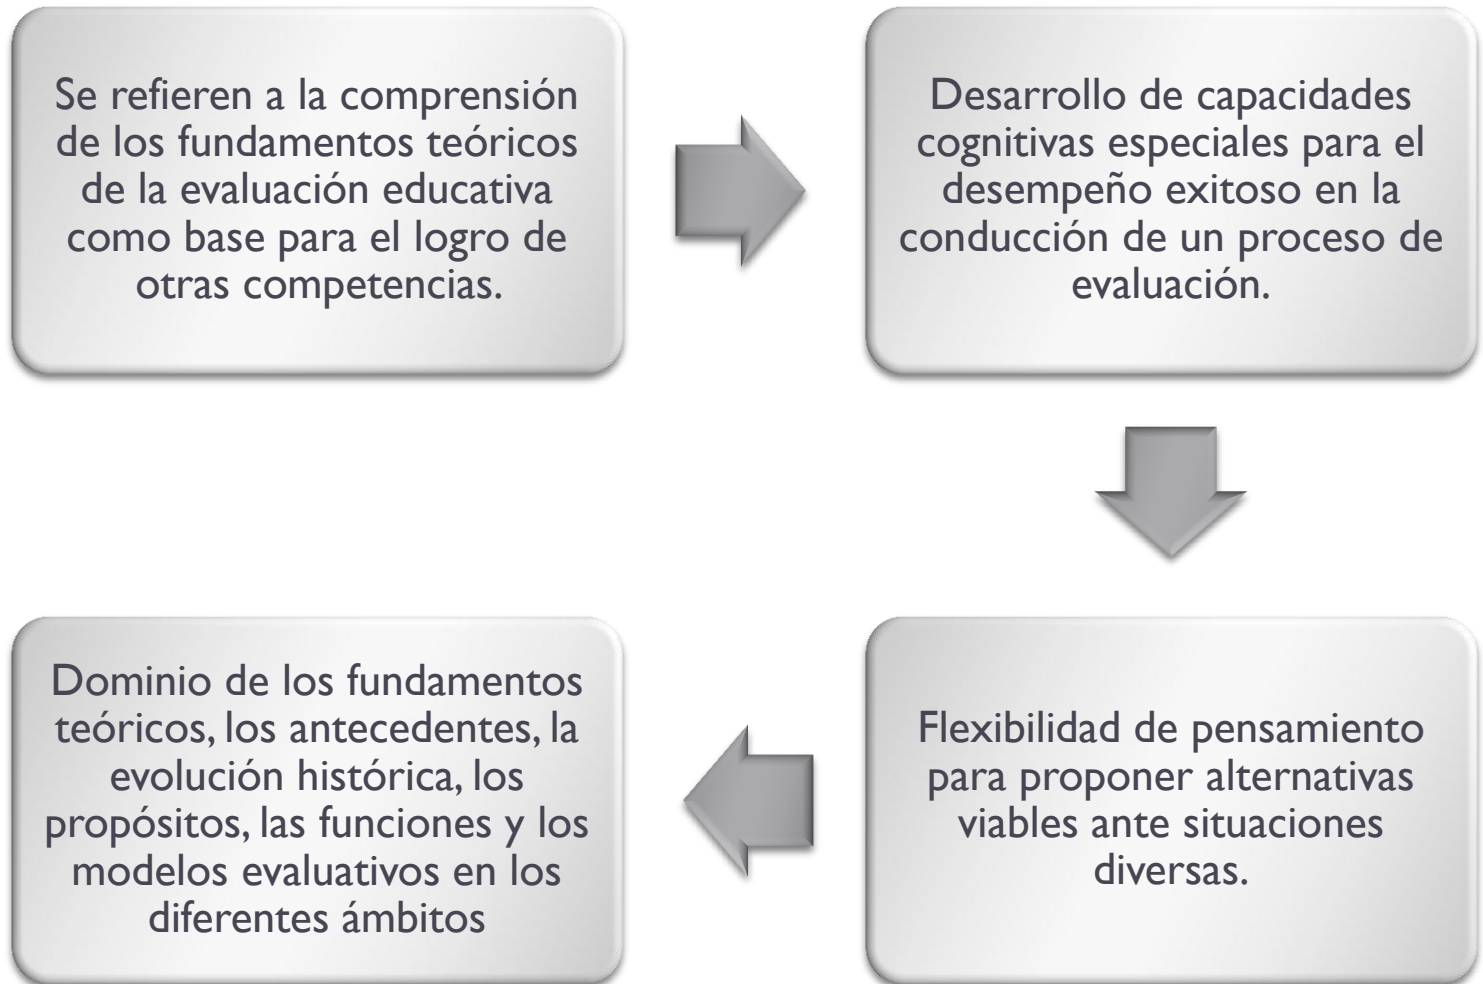 Se refieren a la comprensión
de los fundamentos teóricos
de la evaluación educativa
como base para el logro de
otras competencias.
Desarrollo de capacidades
cognitivas especiales para el
desempeño exitoso en la
conducción de un proceso de
evaluación.
Flexibilidad de pensamiento
para proponer alternativas
viables ante situaciones
diversas.
Dominio de los fundamentos
teóricos, los antecedentes, la
evolución histórica, los
propósitos, las funciones y los
modelos evaluativos en los
diferentes ámbitos